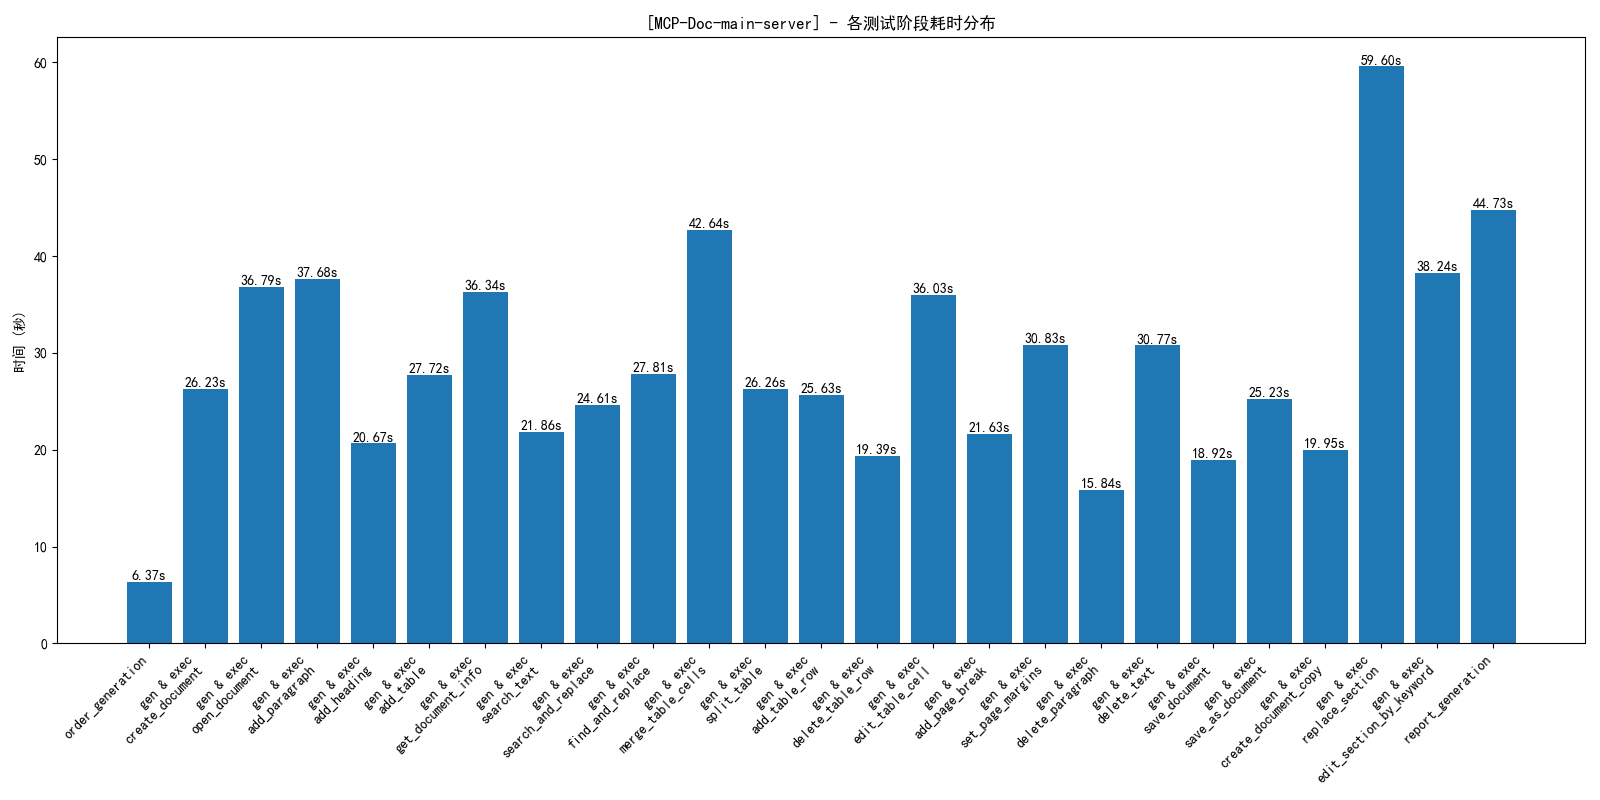 [MCP-Doc-main-server] - 各测试阶段耗时分布
时间 (秒)
60
50
40
30
20
10
0
6.37s
26.23s
36.79s
37.68s
20.67s
27.72s
36.34s
21.86s
24.61s
27.81s
42.64s
26.26s
25.63s
19.39s
36.03s
21.63s
30.83s
15.84s
30.77s
18.92s
25.23s
19.95s
59.60s
38.24s
44.73s
order_generation
gen & exec
create_document
gen & exec
open_document
gen & exec
add_paragraph
gen & exec
add_heading
gen & exec
add_table
gen & exec
get_document_info
gen & exec
search_text
gen & exec
search_and_replace
gen & exec
find_and_replace
gen & exec
merge_table_cells
gen & exec
split_table
gen & exec
add_table_row
gen & exec
delete_table_row
gen & exec
edit_table_cell
gen & exec
add_page_break
gen & exec
set_page_margins
gen & exec
delete_paragraph
gen & exec
delete_text
gen & exec
save_document
gen & exec
save_as_document
gen & exec
create_document_copy
gen & exec
replace_section
gen & exec
edit_section_by_keyword
report_generation